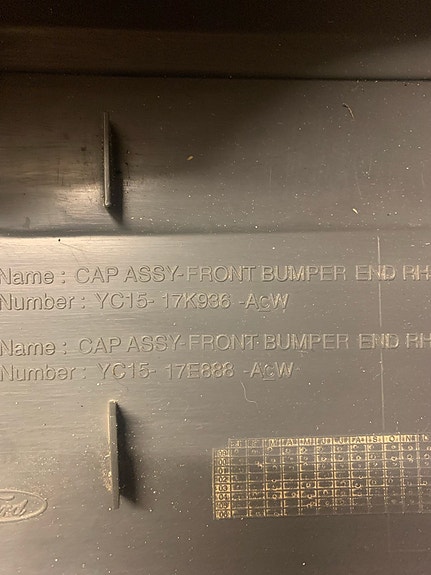 Name : CAP ASSY-FRONT BUMPER END RH
Number : YC15- 17K936 -AcW
Name : CAP ASSY-FRONT BUMPER END RH
Number : YC15- 17E888 -AcW
Ford